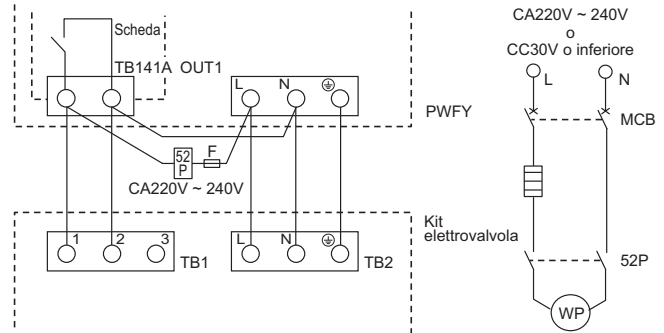 Scheda
TB141A OUT1
L N
PWFY
52
P
F
CA220V ~ 240V
1 2 3
TB1
L N
TB2
Kit
elettrovalvola
CA220V ~ 240V
o
CC30V o inferiore
L N
MCB
52P
WP